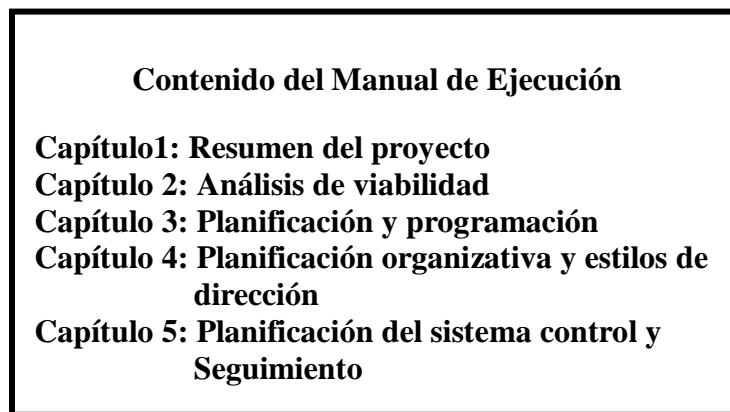 Contenido del Manual de Ejecución
Capítulo1: Resumen del proyecto
Capítulo 2: Análisis de viabilidad
Capítulo 3: Planificación y programación
Capítulo 4: Planificación organizativa y estilos de
dirección
Capítulo 5: Planificación del sistema control y
Seguimiento